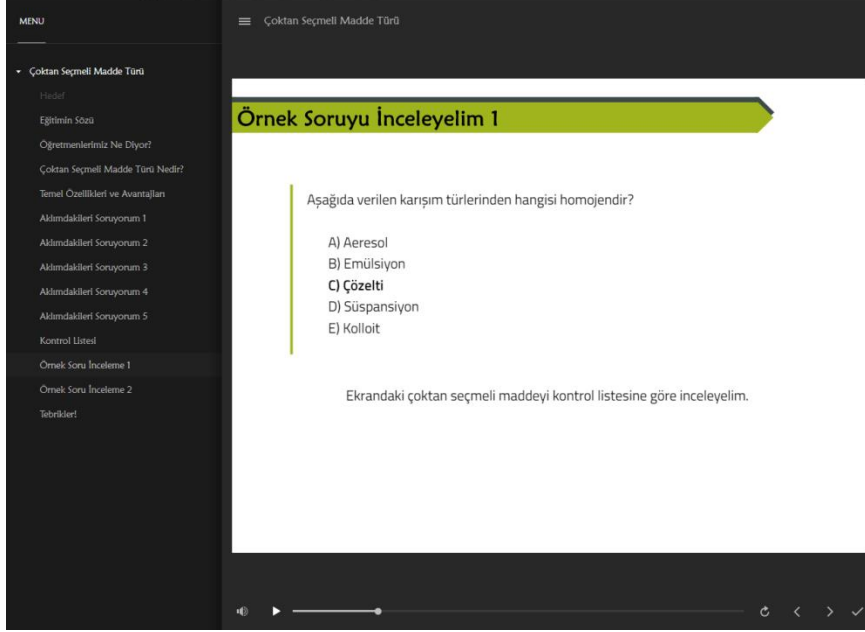 MENU
Çoktan Seçmeli Madde Türü
Çoktan Seçmeli Madde Türü
Hedef
Eğitimin Sözü
Öğretmenlerimiz Ne Diyor?
Çoktan Seçmeli Madde Türü Nedir?
Temel Özellikleri ve Avantajları
Aklımdakileri Soruyorum 1
Aklımdakileri Soruyorum 2
Aklımdakileri Soruyorum 3
Aklımdakileri Soruyorum 4
Aklımdakileri Soruyorum 5
Kontrol Listesi
Örnek Soru İnceleme 1
Örnek Soru İnceleme 2
Tebrikler!
Örnek Soruyu İnceleyelim 1
Aşağıda verilen karışım türlerinden hangisi homojendir?
A) Aeresol
B) Emülsiyon
C) Çözelti
D) Süspansiyon
E) Kolloit
Ekrandaki çoktan seçmeli maddeyi kontrol listesine göre inceleyelim.